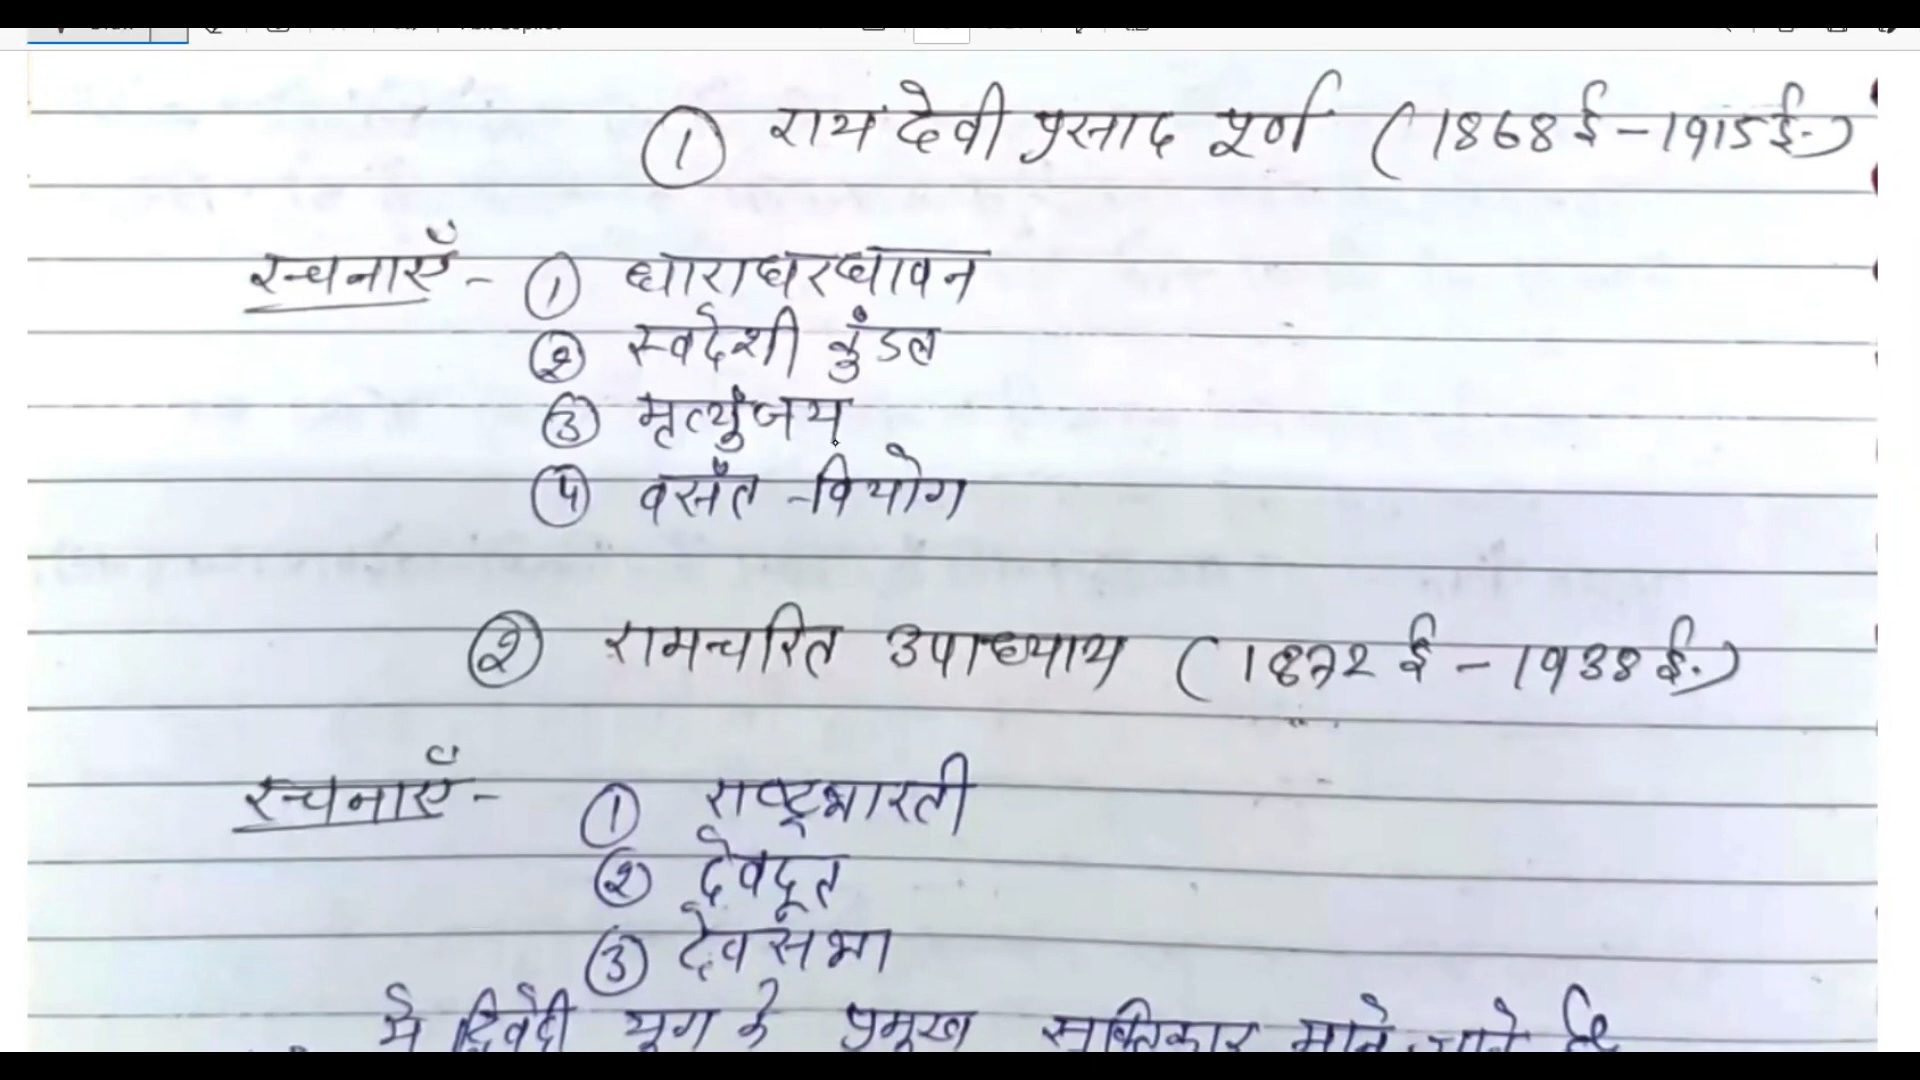 ① राय देवी प्रसाद पूर्ण (1868 ई - 1915 ई.)
रचनाएँ - ① धाराधरधावन
② स्वदेशी कुंडल
③ मृत्युंजय
④ वसंत - वियोग
② रामचरित उपाध्याय (1872 ई - 1938 ई.)
रचनाएँ - ① राष्ट्रभारती
② देवदूत
③ देवसभा
ये द्विवेदी युग के प्रमुख सूक्तिकार माने जाते है